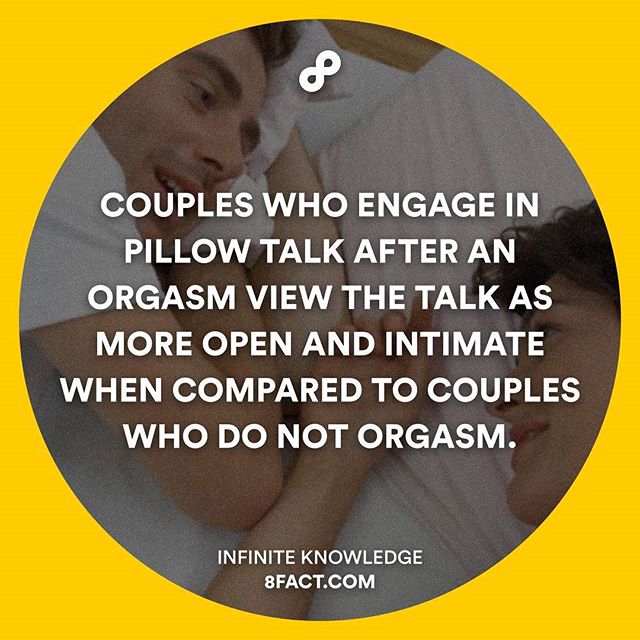 COUPLES WHO ENGAGE IN
PILLOW TALK AFTER AN
ORGASM VIEW THE TALK AS
MORE OPEN AND INTIMATE
WHEN COMPARED TO COUPLES
WHO DO NOT ORGASM.
INFINITE KNOWLEDGE
8FACT.COM